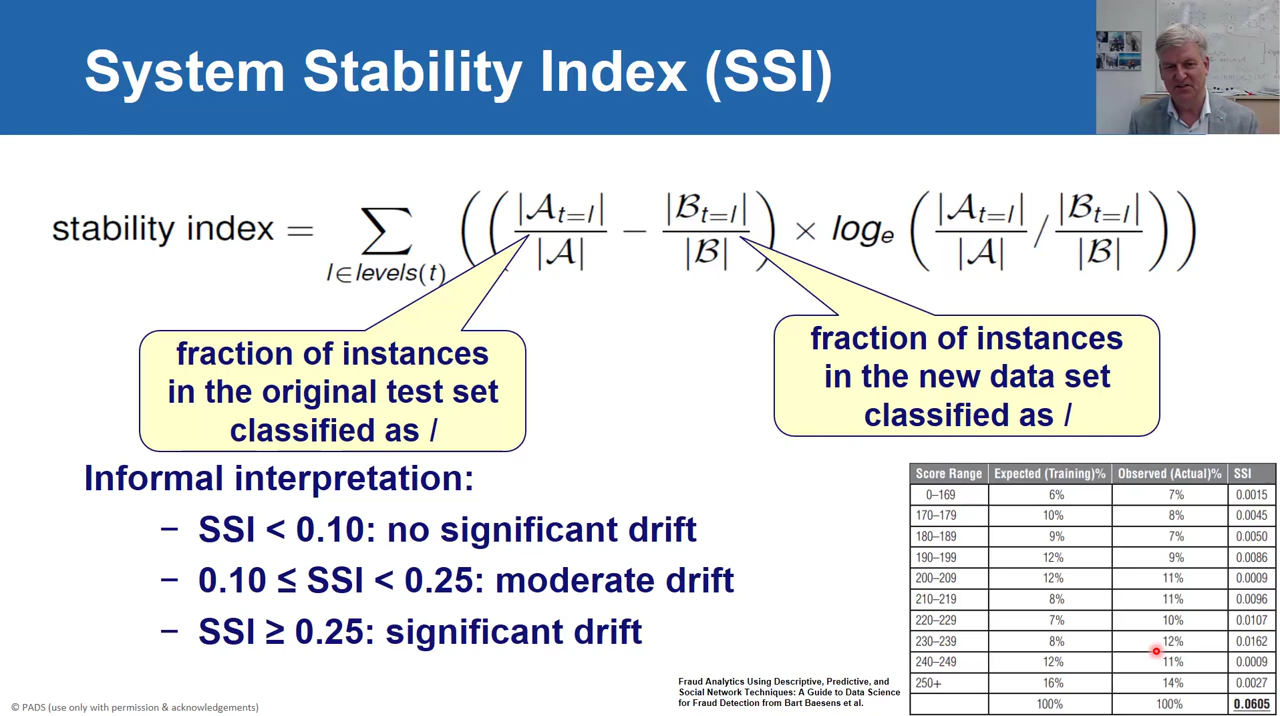 System Stability Index (SSI)
stability index = ∑ l∈levels(t) ( ( |𝒜t=l| / |𝒜| − |ℬt=l| / |ℬ| ) × logₑ ( |𝒜t=l| / |𝒜| / |ℬt=l| / |ℬ| ) )
fraction of instances
in the original test set
classified as l
fraction of instances
in the new data set
classified as l
Informal interpretation:
− SSI < 0.10: no significant drift
− 0.10 ≤ SSI < 0.25: moderate drift
− SSI ≥ 0.25: significant drift
Score Range Expected (Training)% Observed (Actual)% SSI
0–169 6% 7% 0.0015
170–179 10% 8% 0.0045
180–189 9% 7% 0.0050
190–199 12% 9% 0.0086
200–209 12% 11% 0.0009
210–219 8% 11% 0.0096
220–229 7% 10% 0.0107
230–239 8% 12% 0.0162
240–249 12% 11% 0.0009
250+ 16% 14% 0.0027
100% 100% 0.0605
Fraud Analytics Using Descriptive, Predictive, and
Social Network Techniques: A Guide to Data Science
for Fraud Detection from Bart Baesens et al.
© PADS (use only with permission & acknowledgements)